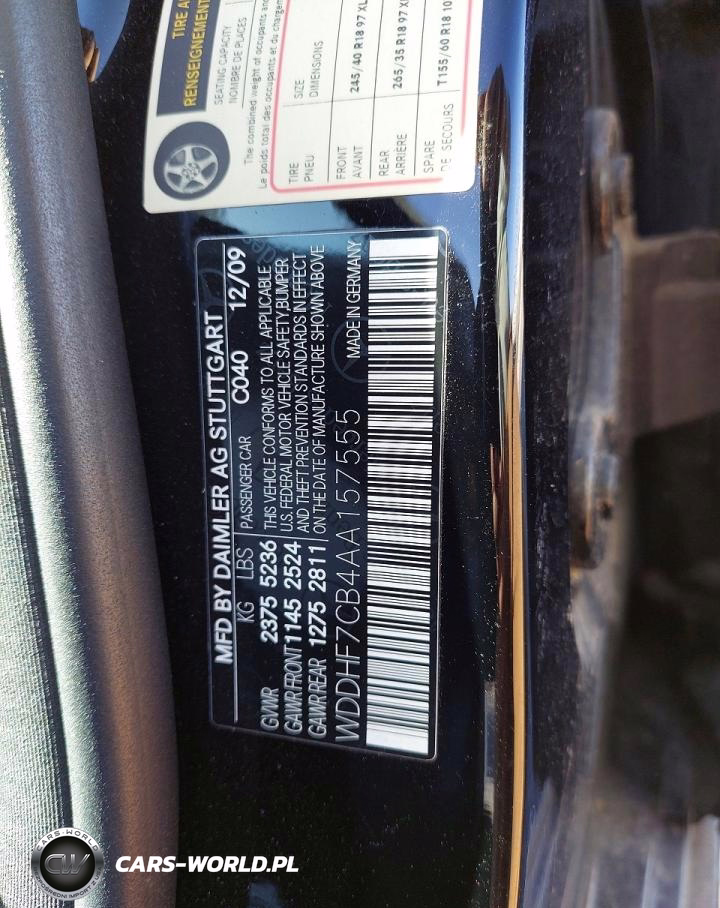 TIRE A
RENSEIGNEMENT
SEATING CAPACITY
NOMBRE DE PLACES
The combined weight of occupants and
Le poids total des occupants et du chargem
TIRE SIZE
PNEU DIMENSIONS
FRONT
AVANT 245/40 R18 97 XL
REAR
ARRIÈRE 265/35 R18 97 X
SPARE
DE SECOURS T155/60 R18 10
MFD BY DAIMLER AG STUTTGART
KG LBS PASSENGER CAR C040 12/09
GVWR 2375 5236 THIS VEHICLE CONFORMS TO ALL APPLICABLE
GAWR FRONT 1145 2524 U.S. FEDERAL MOTOR VEHICLE SAFETY, BUMPER
AND THEFT PREVENTION STANDARDS IN EFFECT
GAWR REAR 1275 2811 ON THE DATE OF MANUFACTURE SHOWN ABOVE
WDDHF7CB4AA157555 MADE IN GERMANY
CARS-WORLD.PL